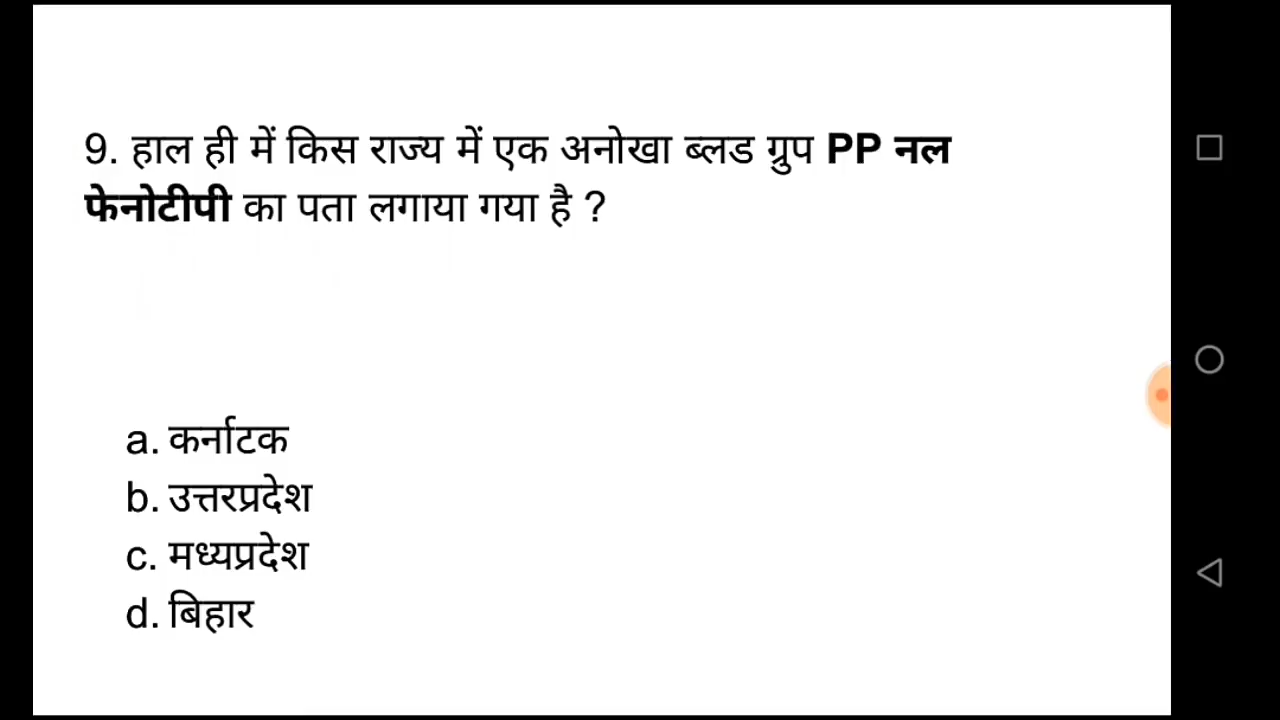 9. हाल ही में किस राज्य में एक अनोखा ब्लड ग्रुप PP नल
फेनोटीपी का पता लगाया गया है ?
a. कर्नाटक
b. उत्तरप्रदेश
c. मध्यप्रदेश
d. बिहार